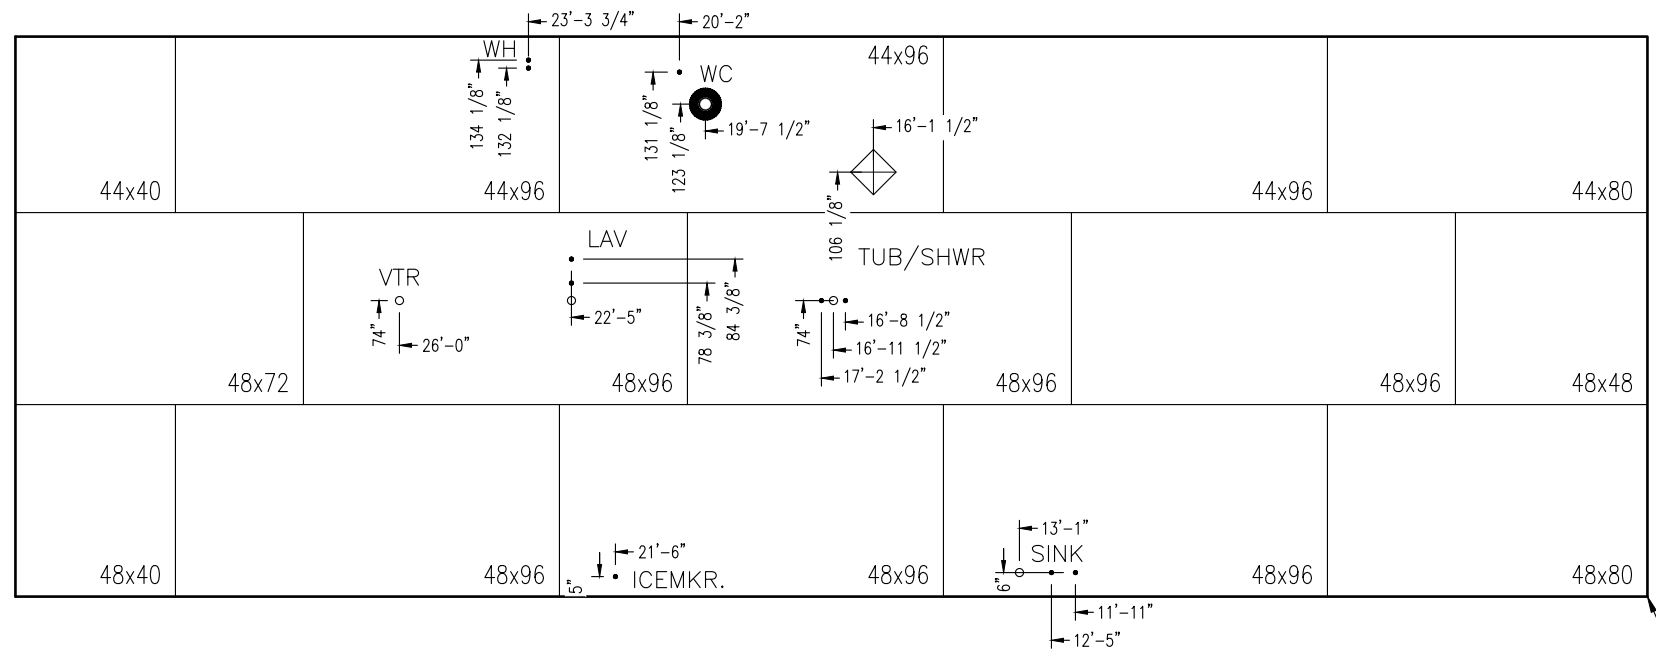 23'-3 3/4"
20'-2"
WH
44x96
WC
134 1/8"
132 1/8"
131 1/8"
123 1/8"
19'-7 1/2"
16'-1 1/2"
44x40
44x96
44x96
44x80
106 1/8"
LAV
TUB/SHWR
VTR
74"
26'-0"
22'-5"
78 3/8"
84 3/8"
74"
16'-8 1/2"
16'-11 1/2"
17'-2 1/2"
48x72
48x96
48x96
48x96
48x48
13'-1"
21'-6"
SINK
5"
ICEMKR.
6"
48x40
48x96
48x96
48x96
48x80
11'-11"
12'-5"